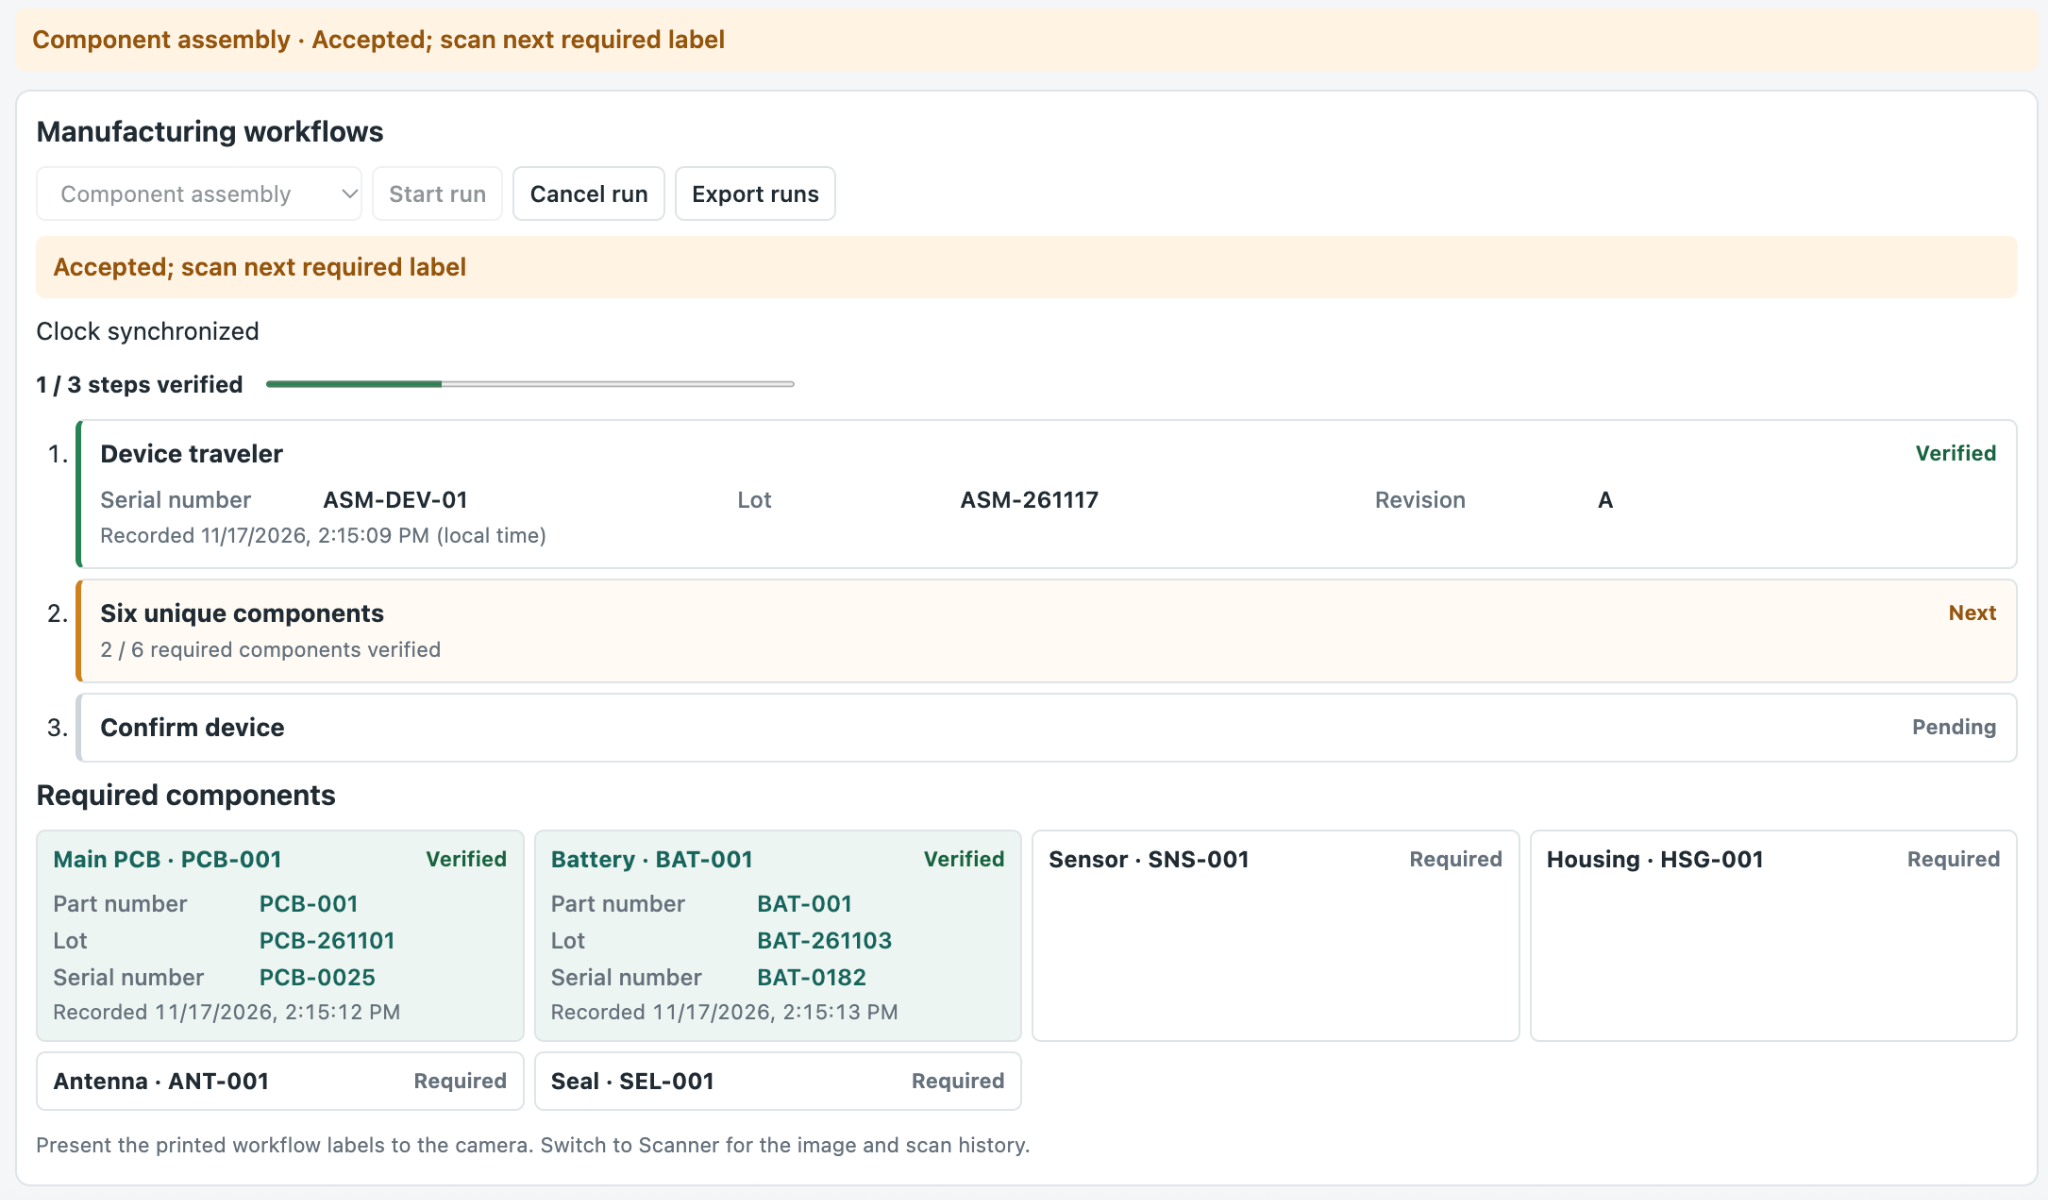 Component assembly · Accepted; scan next required label
Manufacturing workflows
Component assembly
Start run
Cancel run
Export runs
Accepted; scan next required label
Clock synchronized
1 / 3 steps verified
1. Device traveler Verified
Serial number ASM-DEV-01 Lot ASM-261117 Revision A
Recorded 11/17/2026, 2:15:09 PM (local time)
2. Six unique components Next
2 / 6 required components verified
3. Confirm device Pending
Required components
Main PCB · PCB-001 Verified
Part number PCB-001
Lot PCB-261101
Serial number PCB-0025
Recorded 11/17/2026, 2:15:12 PM
Battery · BAT-001 Verified
Part number BAT-001
Lot BAT-261103
Serial number BAT-0182
Recorded 11/17/2026, 2:15:13 PM
Sensor · SNS-001 Required
Housing · HSG-001 Required
Antenna · ANT-001 Required
Seal · SEL-001 Required
Present the printed workflow labels to the camera. Switch to Scanner for the image and scan history.